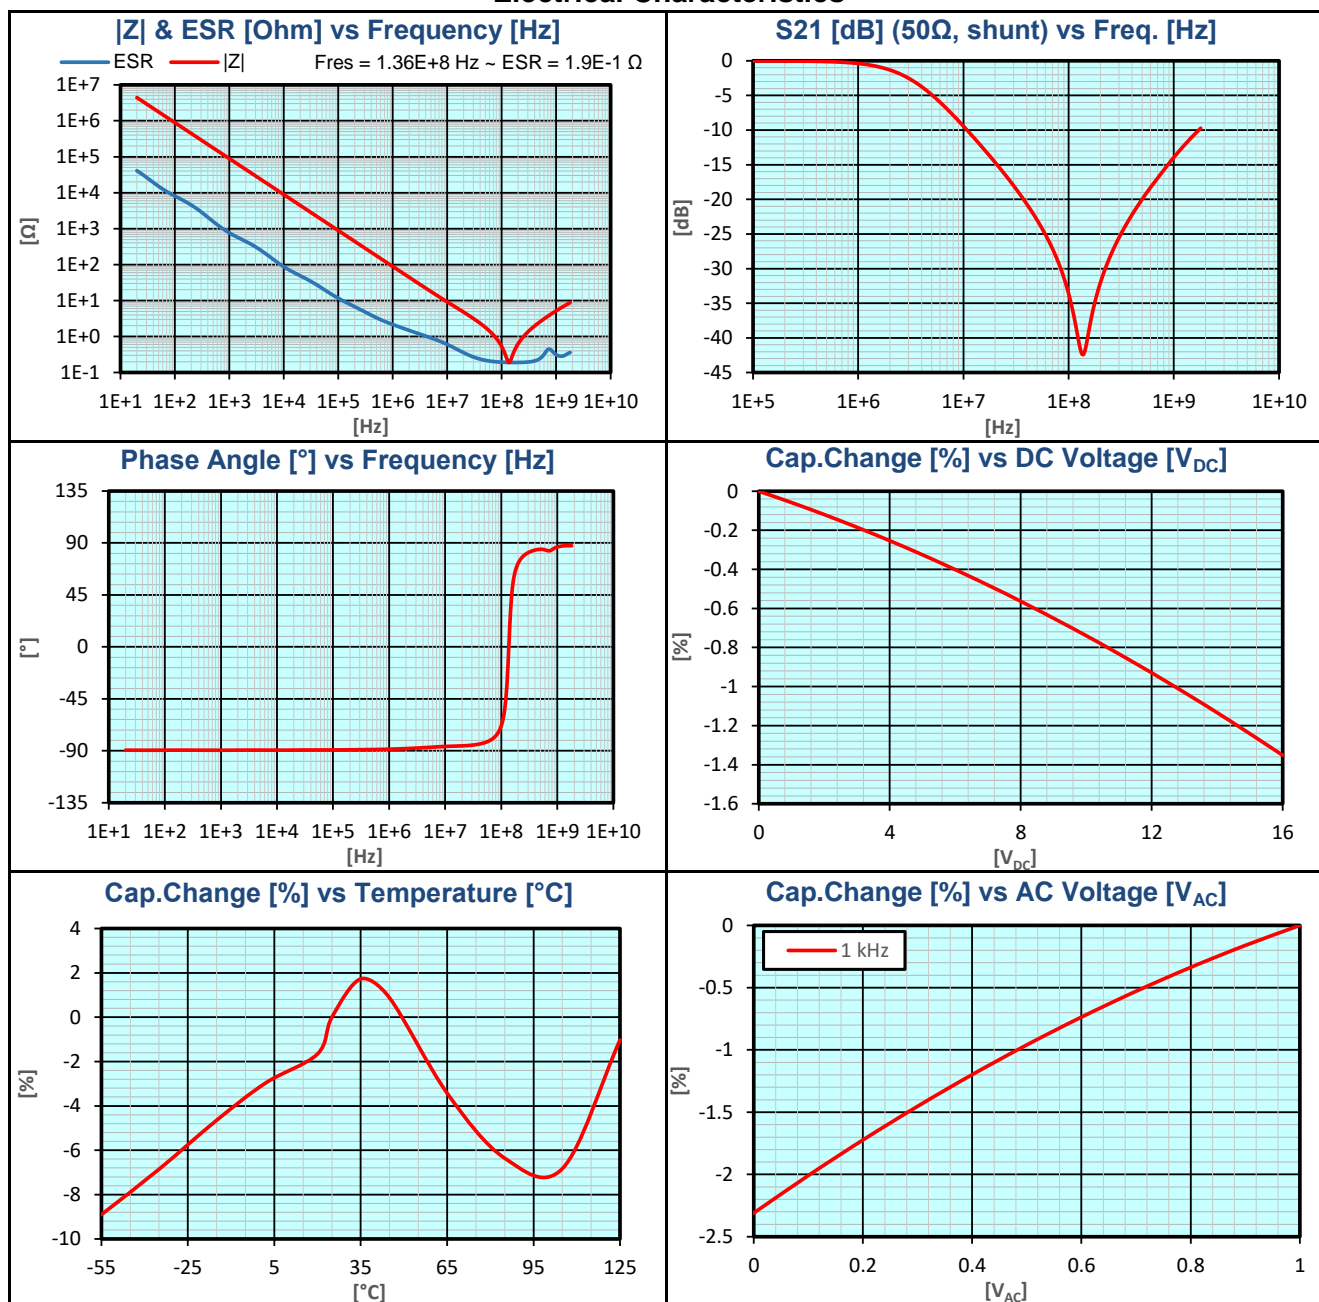 |Z| & ESR [Ohm] vs Frequency [Hz]
ESR |Z| Fres = 1.36E+8 Hz ~ ESR = 1.9E-1 Ω
1E+7
1E+6
1E+5
1E+4
1E+3
1E+2
1E+1
1E+0
1E-1
[Ω]
1E+1 1E+2 1E+3 1E+4 1E+5 1E+6 1E+7 1E+8 1E+9 1E+10
[Hz]
S21 [dB] (50Ω, shunt) vs Freq. [Hz]
0
-5
-10
-15
-20
-25
-30
-35
-40
-45
[dB]
1E+5 1E+6 1E+7 1E+8 1E+9 1E+10
[Hz]
Phase Angle [°] vs Frequency [Hz]
135
90
45
0
-45
-90
-135
[°]
1E+1 1E+2 1E+3 1E+4 1E+5 1E+6 1E+7 1E+8 1E+9 1E+10
[Hz]
Cap.Change [%] vs DC Voltage [VDC]
0
-0.2
-0.4
-0.6
-0.8
-1
-1.2
-1.4
-1.6
[%]
0 4 8 12 16
[VDC]
Cap.Change [%] vs Temperature [°C]
4
2
0
-2
-4
-6
-8
-10
[%]
-55 -25 5 35 65 95 125
[°C]
Cap.Change [%] vs AC Voltage [VAC]
1 kHz
0
-0.5
-1
-1.5
-2
-2.5
[%]
0 0.2 0.4 0.6 0.8 1
[VAC]